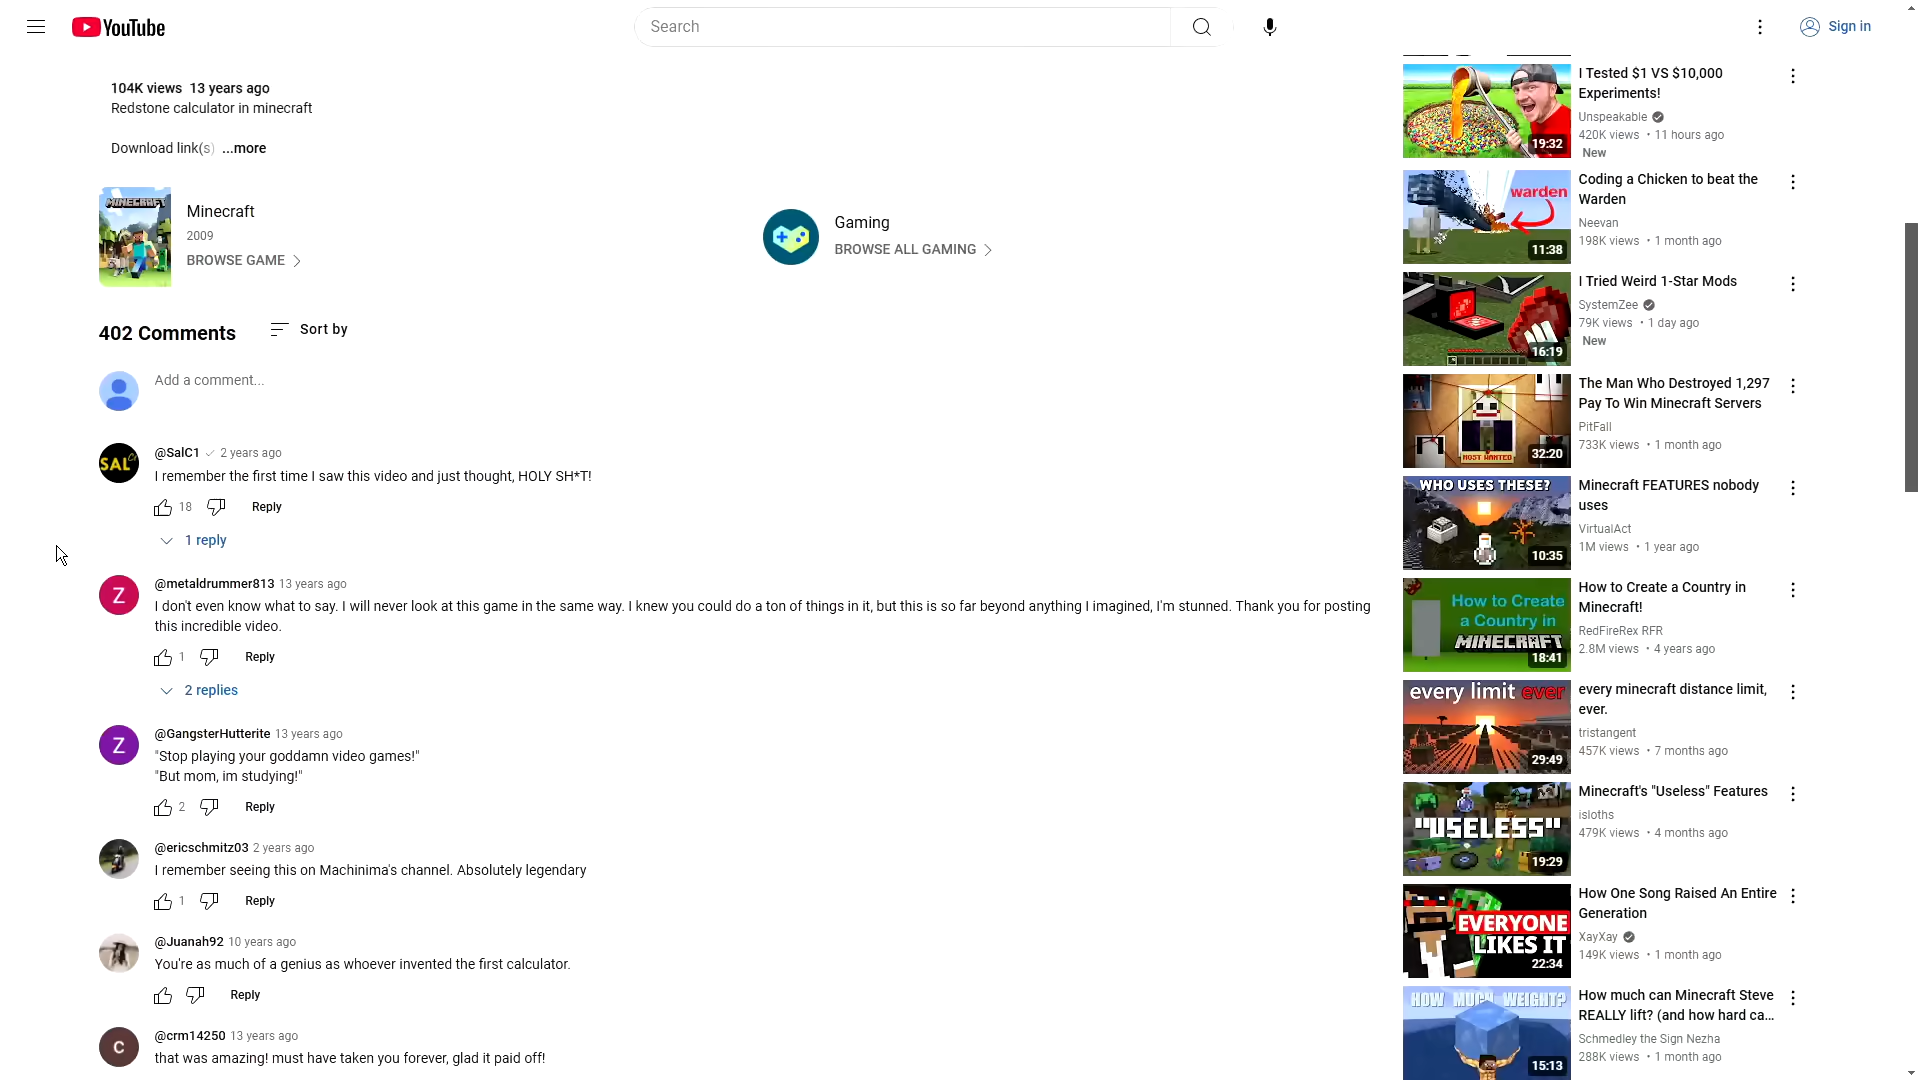 YouTube
Search
Sign in
104K views 13 years ago
Redstone calculator in minecraft
Download link(s) ...more
MINECRAFT
Minecraft
2009
BROWSE GAME
Gaming
BROWSE ALL GAMING
402 Comments
Sort by
Add a comment...
SAL
@SalC1 2 years ago
I remember the first time I saw this video and just thought, HOLY SH*T!
18
Reply
1 reply
Z
@metaldrummer813 13 years ago
I don't even know what to say. I will never look at this game in the same way. I knew you could do a ton of things in it, but this is so far beyond anything I imagined, I'm stunned. Thank you for posting
this incredible video.
1
Reply
2 replies
Z
@GangsterHutterite 13 years ago
"Stop playing your goddamn video games!"
"But mom, im studying!"
2
Reply
@ericschmitz03 2 years ago
I remember seeing this on Machinima's channel. Absolutely legendary
1
Reply
@Juanah92 10 years ago
You're as much of a genius as whoever invented the first calculator.
Reply
C
@crm14250 13 years ago
that was amazing! must have taken you forever, glad it paid off!
19:32
I Tested $1 VS $10,000
Experiments!
Unspeakable
420K views • 11 hours ago
New
warden
11:38
Coding a Chicken to beat the
Warden
Neevan
198K views • 1 month ago
16:19
I Tried Weird 1-Star Mods
SystemZee
79K views • 1 day ago
New
MOST WANTED
32:20
The Man Who Destroyed 1,297
Pay To Win Minecraft Servers
PitFall
733K views • 1 month ago
WHO USES THESE?
10:35
Minecraft FEATURES nobody
uses
VirtualAct
1M views • 1 year ago
How to Create
a Country in
MINECRAFT
18:41
How to Create a Country in
Minecraft!
RedFireRex RFR
2.8M views • 4 years ago
every limit ever
29:49
every minecraft distance limit,
ever.
tristangent
457K views • 7 months ago
"USELESS"
19:29
Minecraft's "Useless" Features
isloths
479K views • 4 months ago
EVERYONE
LIKES IT
22:34
How One Song Raised An Entire
Generation
XayXay
149K views • 1 month ago
HOW MUCH WEIGHT?
15:13
How much can Minecraft Steve
REALLY lift? (and how hard ca...
Schmedley the Sign Nezha
288K views • 1 month ago